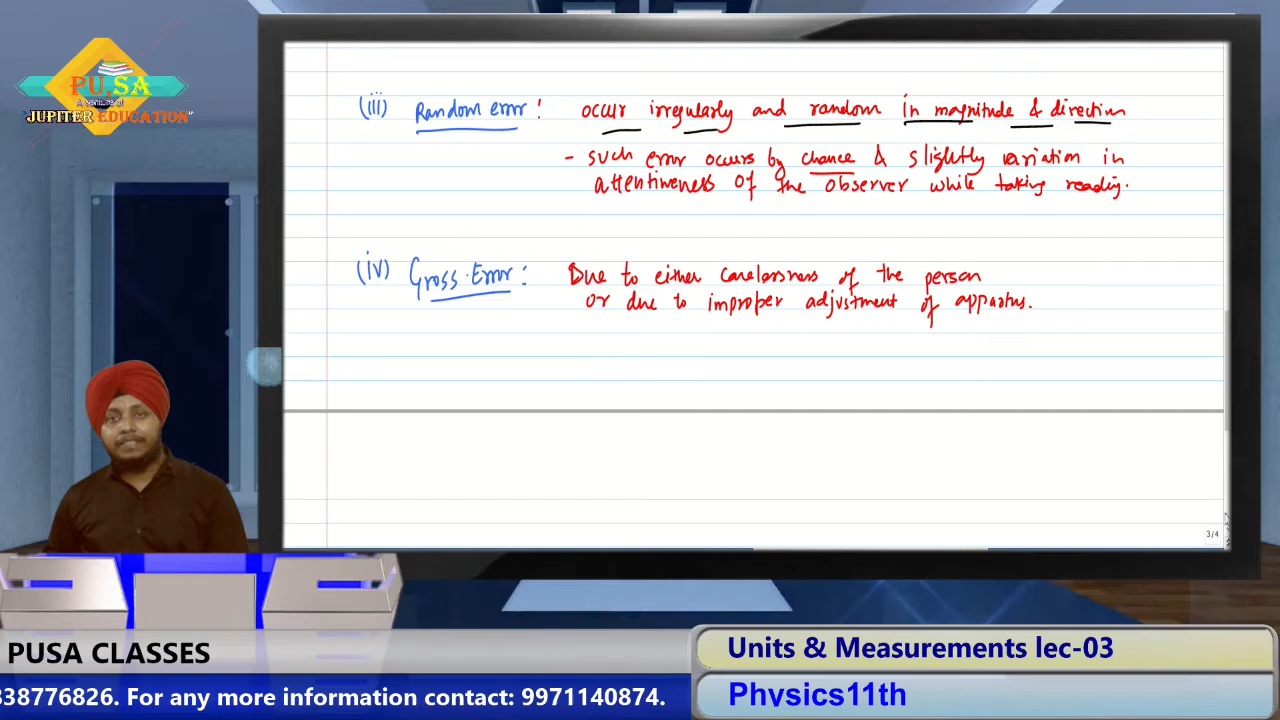 PU,SA
JUPITER EDUCATION"
(iii) Random error : occur irregularly and random in magnitude & direction
- such error occurs by chance & slightly variation in
attentiveness of the observer while taking reading.
(iv) Gross Error : Due to either carelessness of the person
or due to improper adjustment of apparatus.
3/4
PUSA CLASSES
Units & Measurements lec-03
838776826. For any more information contact: 9971140874.
Physics11th